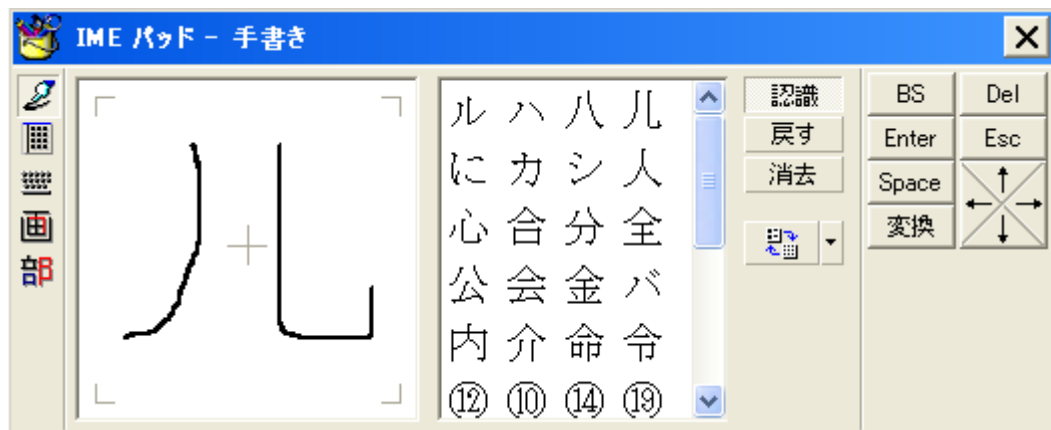 IME パッド - 手書き
儿
ル ハ 八 儿
に カ シ 人
心 合 分 全
公 会 金 バ
内 介 命 令
⑫ ⑩ ⑭ ⑲
認識
戻す
消去
BS Del
Enter Esc
Space
変換
画
部